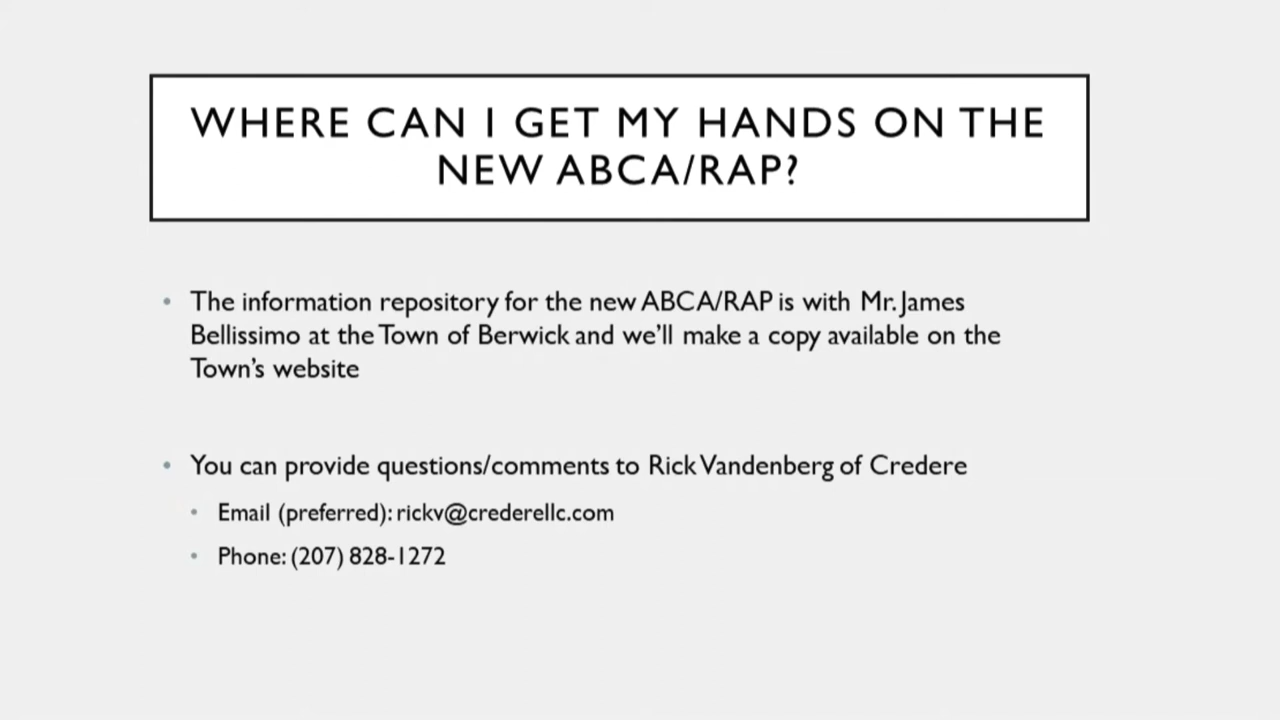 WHERE CAN I GET MY HANDS ON THE
NEW ABCA/RAP?
• The information repository for the new ABCA/RAP is with Mr. James
Bellissimo at the Town of Berwick and we'll make a copy available on the
Town's website
• You can provide questions/comments to Rick Vandenberg of Credere
• Email (preferred): rickv@crederellc.com
• Phone: (207) 828-1272